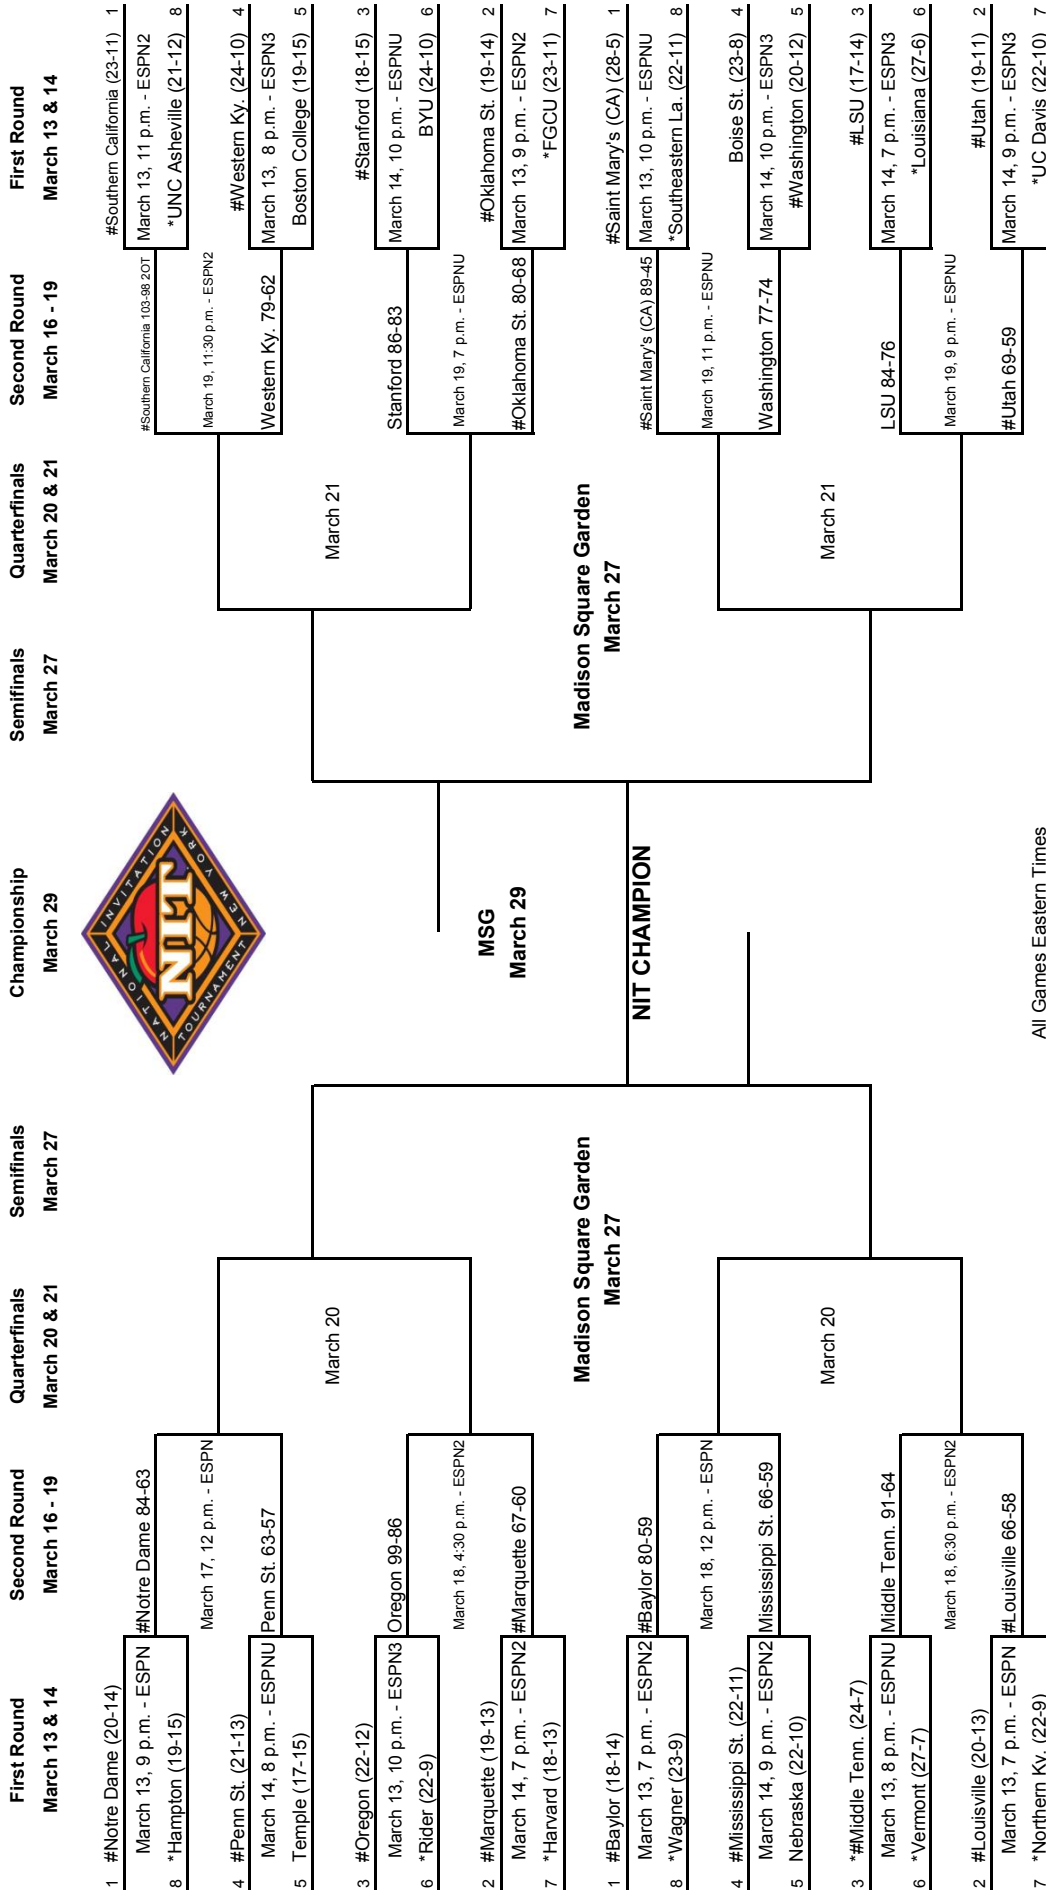 First Round
March 13 & 14
Second Round
March 16 - 19
Quarterfinals
March 20 & 21
Semifinals
March 27
Championship
March 29
Semifinals
March 27
Quarterfinals
March 20 & 21
Second Round
March 16 - 19
First Round
March 13 & 14
1 #Notre Dame (20-14)
March 13, 9 p.m. - ESPN
8 *Hampton (19-15)
#Notre Dame 84-63
March 17, 12 p.m. - ESPN
4 #Penn St. (21-13)
March 14, 8 p.m. - ESPNU
5 Temple (17-15)
Penn St. 63-57
March 20
3 #Oregon (22-12)
March 13, 10 p.m. - ESPN3
6 *Rider (22-9)
Oregon 99-86
March 18, 4:30 p.m. - ESPN2
2 #Marquette (19-13)
March 14, 7 p.m. - ESPN2
7 *Harvard (18-13)
#Marquette 67-60
Madison Square Garden
March 27
1 #Baylor (18-14)
March 13, 7 p.m. - ESPN2
8 *Wagner (23-9)
#Baylor 80-59
March 18, 12 p.m. - ESPN
4 #Mississippi St. (22-11)
March 14, 9 p.m. - ESPN2
5 Nebraska (22-10)
Mississippi St. 66-59
March 20
3 *#Middle Tenn. (24-7)
March 13, 8 p.m. - ESPNU
6 *Vermont (27-7)
Middle Tenn. 91-64
March 18, 6:30 p.m. - ESPN2
2 #Louisville (20-13)
March 13, 7 p.m. - ESPN
7 *Northern Ky. (22-9)
#Louisville 66-58
NATIONAL INVITATION
NIT
TOURNAMENT NEW YORK
MSG
March 29
NIT CHAMPION
All Games Eastern Times
#Southern California (23-11) 1
March 13, 11 p.m. - ESPN2
*UNC Asheville (21-12) 8
#Southern California 103-98 2OT
March 19, 11:30 p.m. - ESPN2
#Western Ky. (24-10) 4
March 13, 8 p.m. - ESPN3
Boston College (19-15) 5
Western Ky. 79-62
March 21
#Stanford (18-15) 3
March 14, 10 p.m. - ESPNU
BYU (24-10) 6
Stanford 86-83
March 19, 7 p.m. - ESPNU
#Oklahoma St. (19-14) 2
March 13, 9 p.m. - ESPN2
*FGCU (23-11) 7
#Oklahoma St. 80-68
Madison Square Garden
March 27
#Saint Mary's (CA) (28-5) 1
March 13, 10 p.m. - ESPNU
*Southeastern La. (22-11) 8
#Saint Mary's (CA) 89-45
March 19, 11 p.m. - ESPNU
Boise St. (23-8) 4
March 14, 10 p.m. - ESPN3
#Washington (20-12) 5
Washington 77-74
March 21
#LSU (17-14) 3
March 14, 7 p.m. - ESPN3
*Louisiana (27-6) 6
LSU 84-76
March 19, 9 p.m. - ESPNU
#Utah (19-11) 2
March 14, 9 p.m. - ESPN3
*UC Davis (22-10) 7
#Utah 69-59